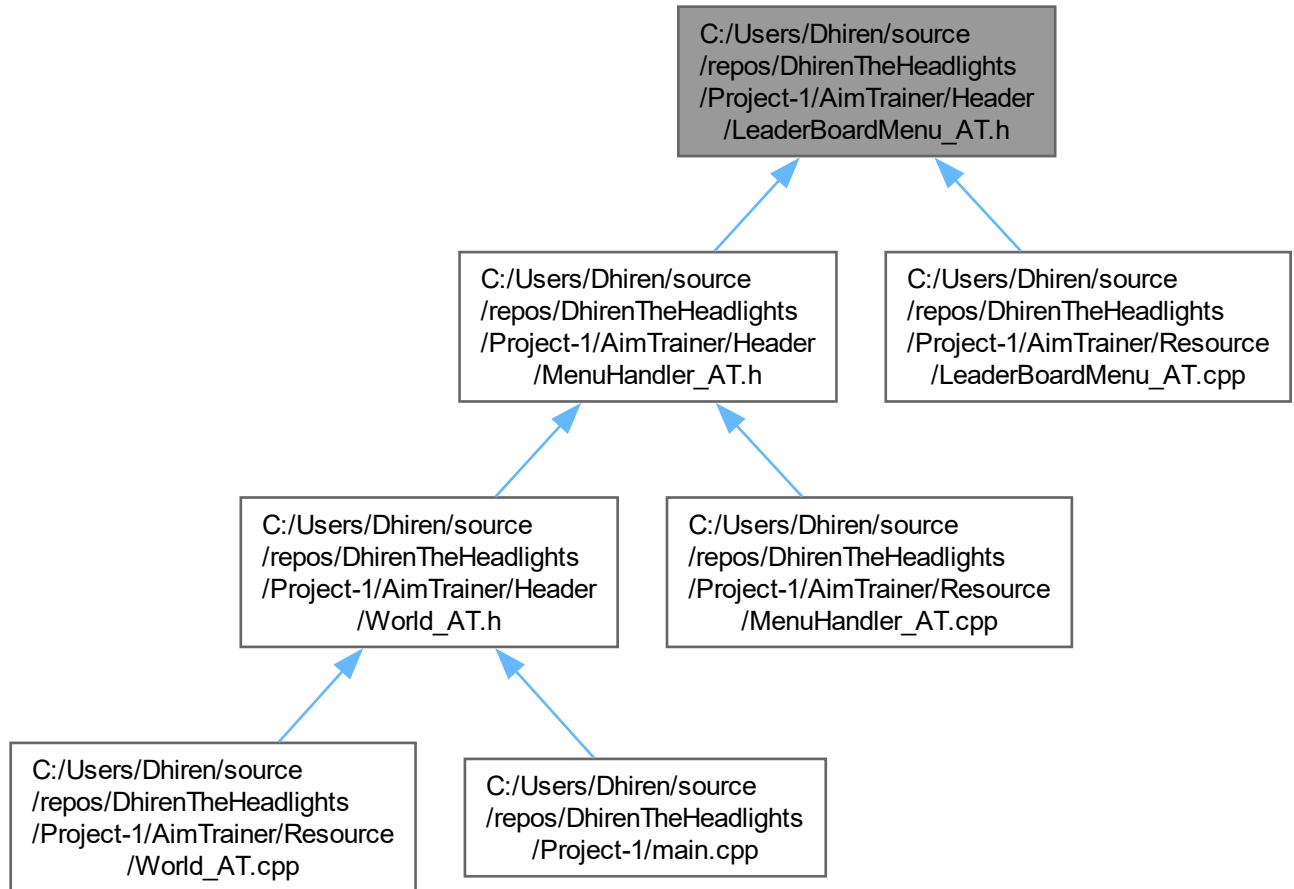 C:/Users/Dhiren/source
/repos/DhirenTheHeadlights
/Project-1/AimTrainer/Header
/LeaderBoardMenu_AT.h
C:/Users/Dhiren/source
/repos/DhirenTheHeadlights
/Project-1/AimTrainer/Header
/MenuHandler_AT.h
C:/Users/Dhiren/source
/repos/DhirenTheHeadlights
/Project-1/AimTrainer/Resource
/LeaderBoardMenu_AT.cpp
C:/Users/Dhiren/source
/repos/DhirenTheHeadlights
/Project-1/AimTrainer/Header
/World_AT.h
C:/Users/Dhiren/source
/repos/DhirenTheHeadlights
/Project-1/AimTrainer/Resource
/MenuHandler_AT.cpp
C:/Users/Dhiren/source
/repos/DhirenTheHeadlights
/Project-1/AimTrainer/Resource
/World_AT.cpp
C:/Users/Dhiren/source
/repos/DhirenTheHeadlights
/Project-1/main.cpp